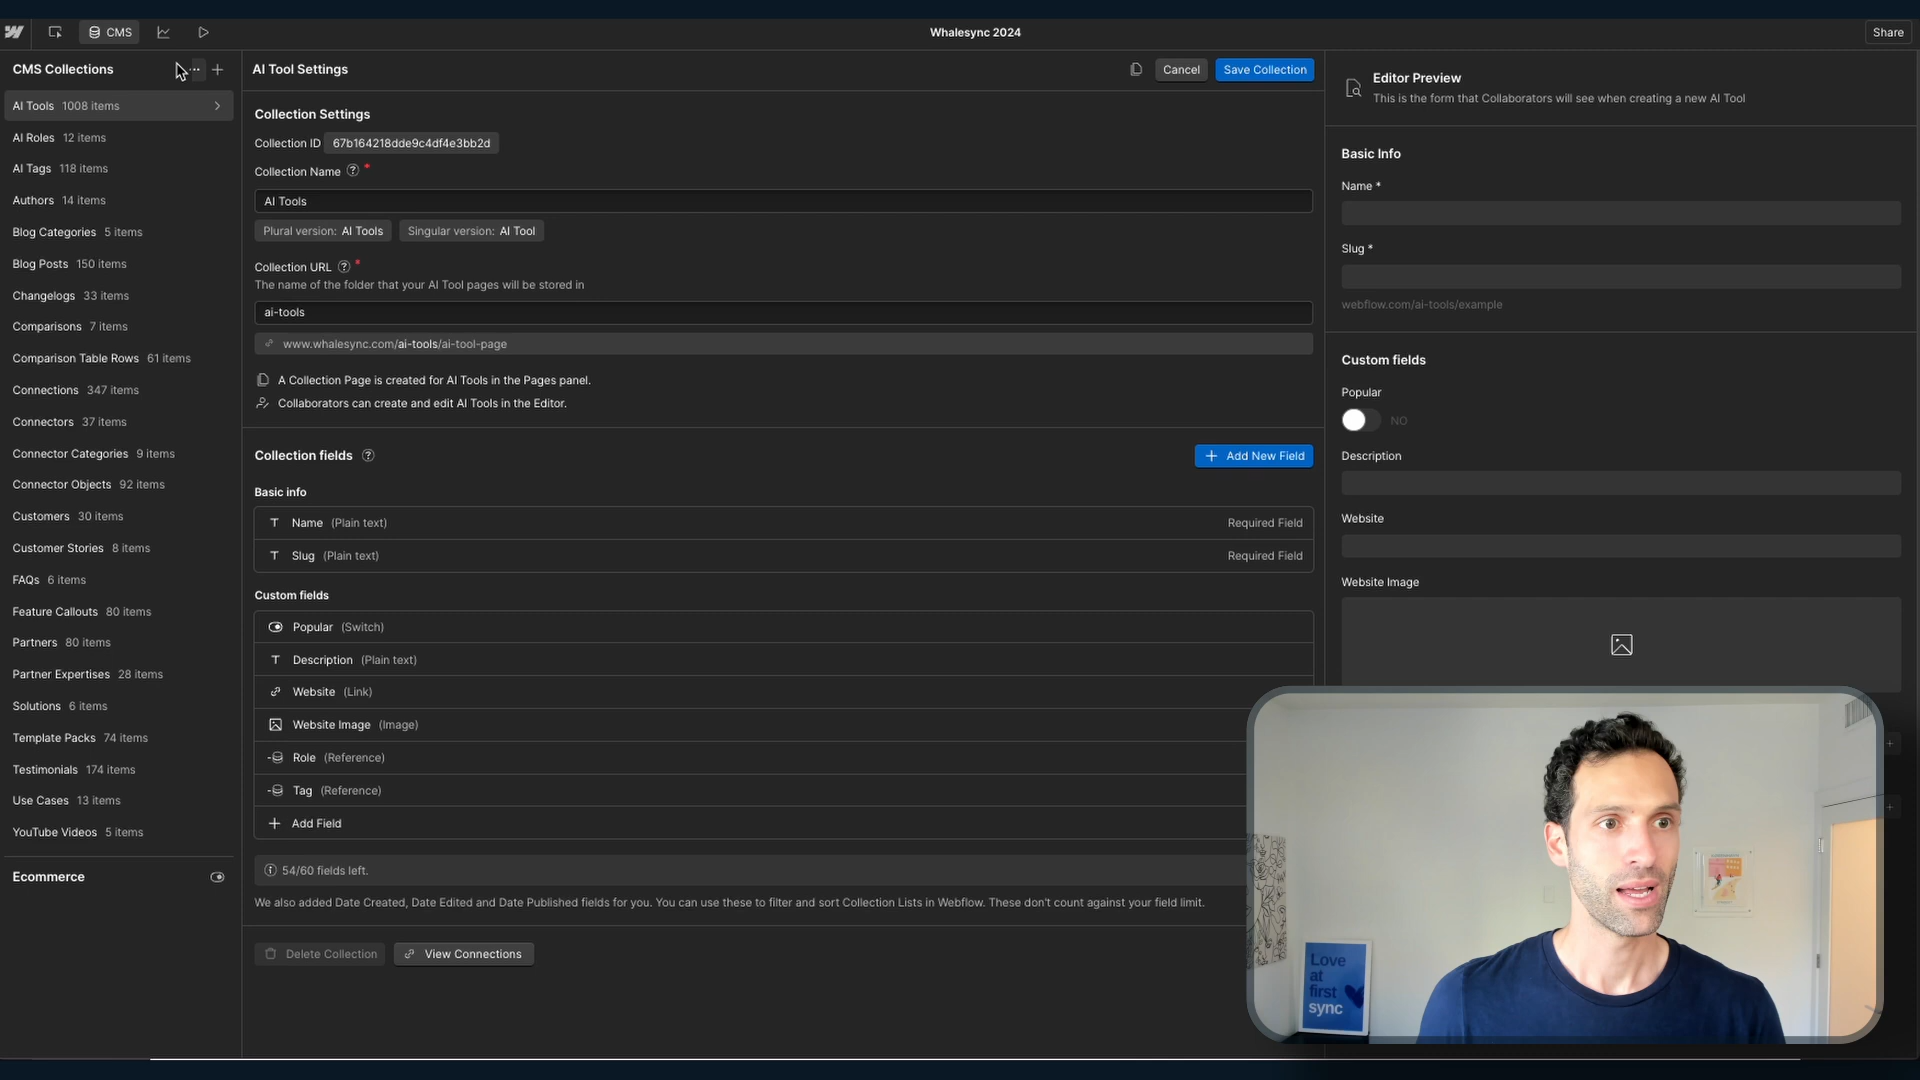 CMS
Whalesync 2024
Share
CMS Collections
AI Tools 1008 items
AI Roles 12 items
AI Tags 118 items
Authors 14 items
Blog Categories 5 items
Blog Posts 150 items
Changelogs 33 items
Comparisons 7 items
Comparison Table Rows 61 items
Connections 347 items
Connectors 37 items
Connector Categories 9 items
Connector Objects 92 items
Customers 30 items
Customer Stories 8 items
FAQs 6 items
Feature Callouts 80 items
Partners 80 items
Partner Expertises 28 items
Solutions 6 items
Template Packs 74 items
Testimonials 174 items
Use Cases 13 items
YouTube Videos 5 items
Ecommerce
AI Tool Settings
Cancel
Save Collection
Collection Settings
Collection ID 67b164218dde9c4df4e3bb2d
Collection Name *
AI Tools
Plural version: AI Tools
Singular version: AI Tool
Collection URL *
The name of the folder that your AI Tool pages will be stored in
ai-tools
www.whalesync.com/ai-tools/ai-tool-page
A Collection Page is created for AI Tools in the Pages panel.
Collaborators can create and edit AI Tools in the Editor.
Collection fields
Add New Field
Basic info
Name (Plain text) Required Field
Slug (Plain text) Required Field
Custom fields
Popular (Switch)
Description (Plain text)
Website (Link)
Website Image (Image)
Role (Reference)
Tag (Reference)
Add Field
54/60 fields left.
We also added Date Created, Date Edited and Date Published fields for you. You can use these to filter and sort Collection Lists in Webflow. These don't count against your field limit.
Delete Collection
View Connections
Editor Preview
This is the form that Collaborators will see when creating a new AI Tool
Basic Info
Name *
Slug *
webflow.com/ai-tools/example
Custom fields
Popular
NO
Description
Website
Website Image
Love
at
first
sync